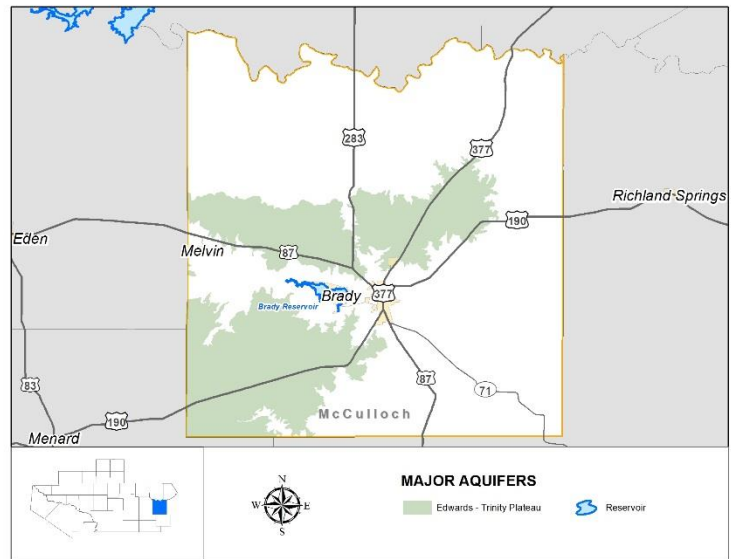 283
377
Richland Springs
190
Eden
Melvin
87
Brady
377
Brady Reservoir
83
87
71
McCulloch
190
Menard
N
W
E
S
MAJOR AQUIFERS
Edwards - Trinity Plateau
Reservoir